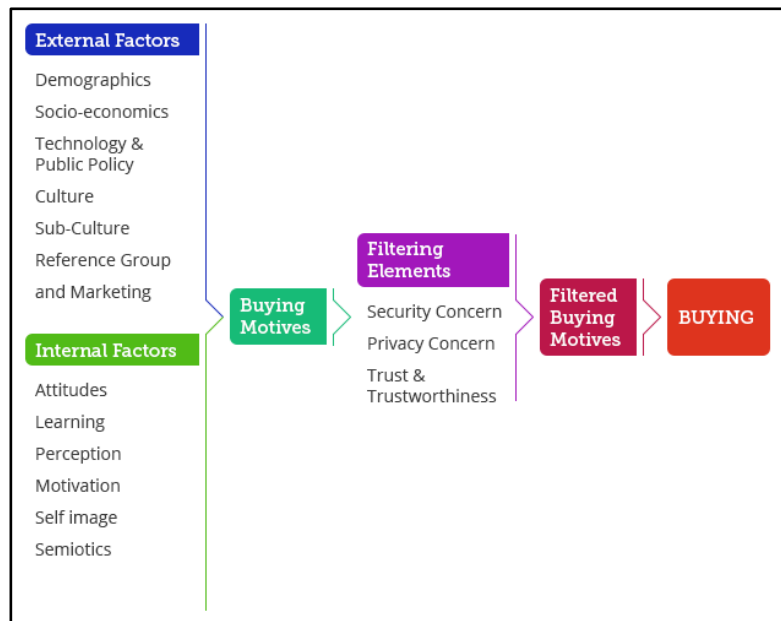 External Factors
Demographics
Socio-economics
Technology &
Public Policy
Culture
Sub-Culture
Reference Group
and Marketing
Internal Factors
Attitudes
Learning
Perception
Motivation
Self image
Semiotics
Buying
Motives
Filtering
Elements
Security Concern
Privacy Concern
Trust &
Trustworthiness
Filtered
Buying
Motives
BUYING